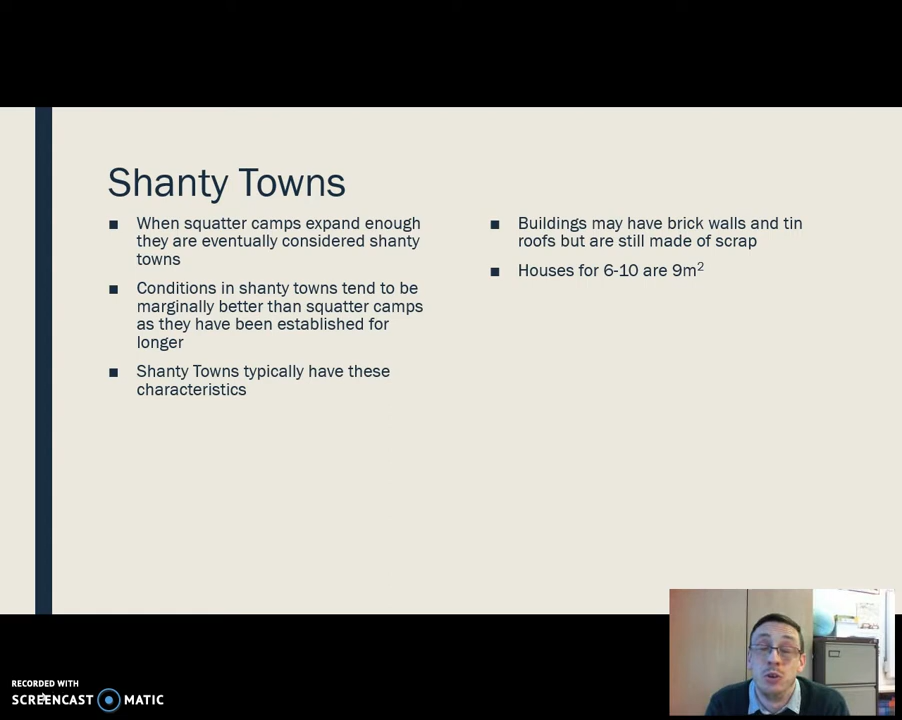 Shanty Towns
■ When squatter camps expand enough
they are eventually considered shanty
towns
■ Conditions in shanty towns tend to be
marginally better than squatter camps
as they have been established for
longer
■ Shanty Towns typically have these
characteristics
■ Buildings may have brick walls and tin
roofs but are still made of scrap
■ Houses for 6-10 are 9m²
RECORDED WITH
SCREENCAST MATIC